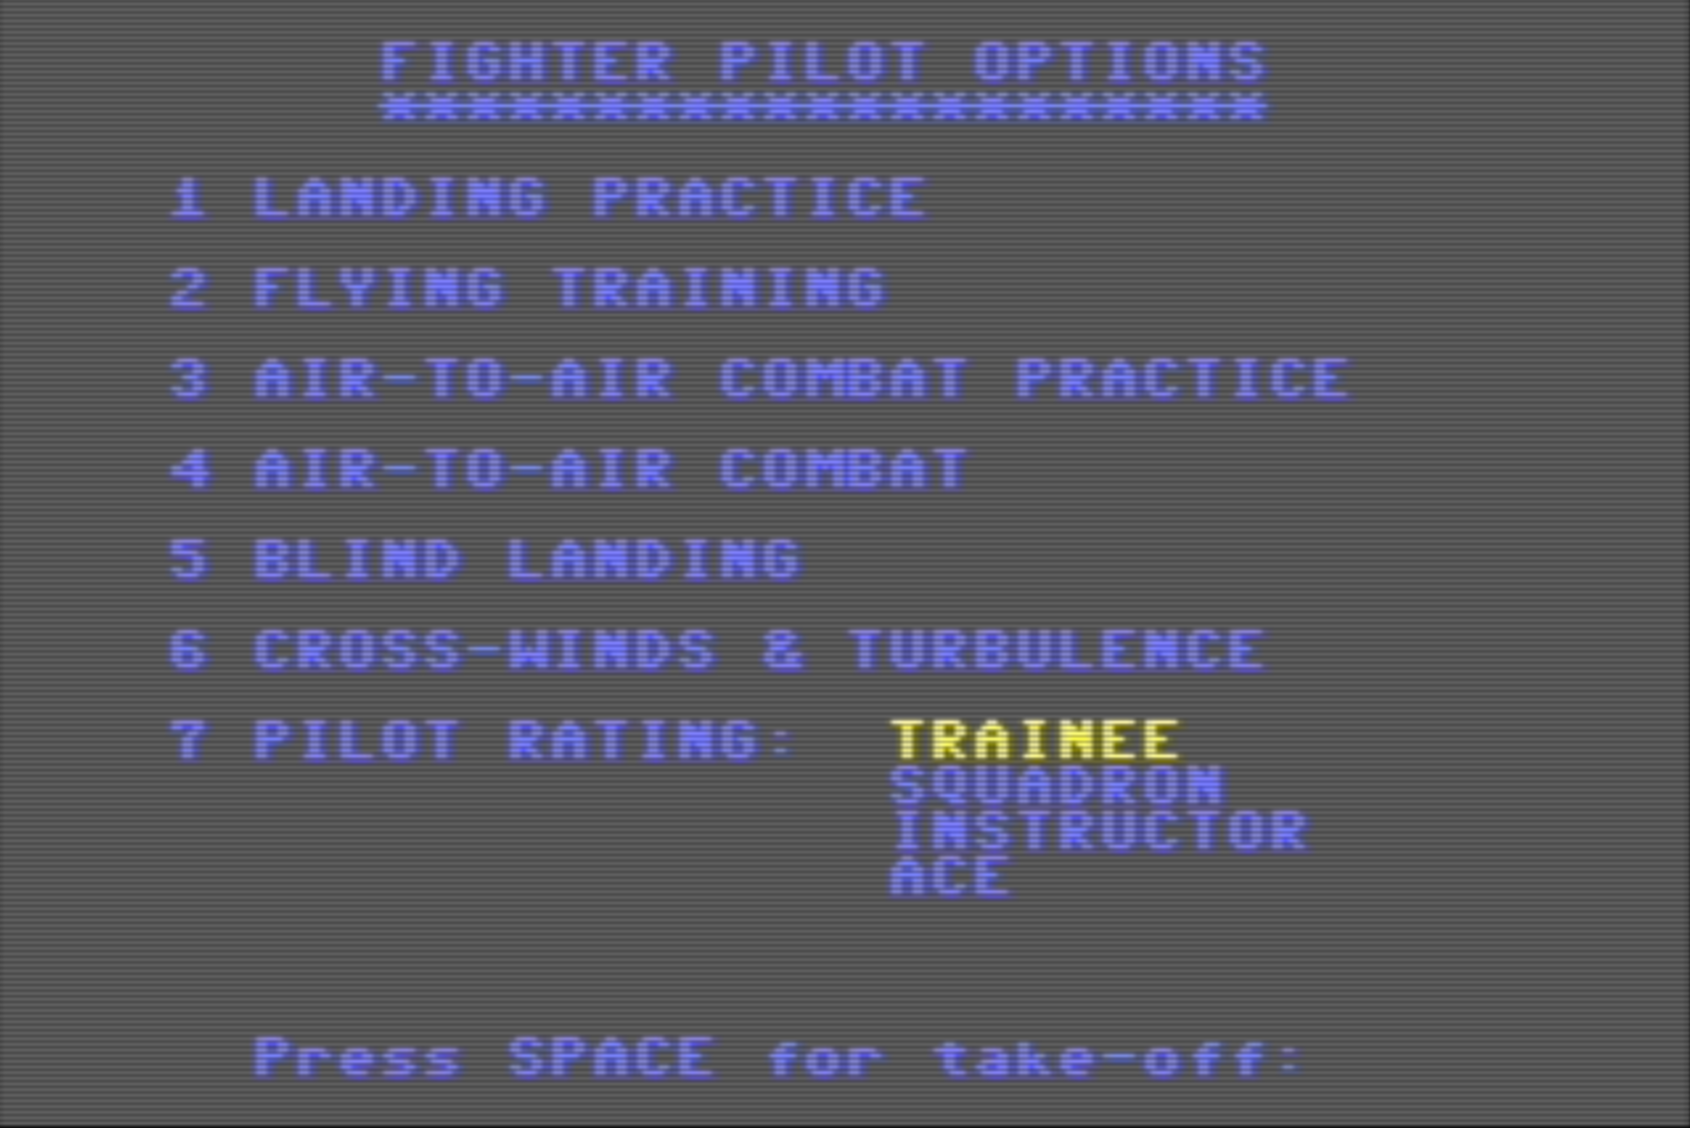 FIGHTER PILOT OPTIONS
*********************
1 LANDING PRACTICE
2 FLYING TRAINING
3 AIR-TO-AIR COMBAT PRACTICE
4 AIR-TO-AIR COMBAT
5 BLIND LANDING
6 CROSS-WINDS & TURBULENCE
7 PILOT RATING: TRAINEE
SQUADRON
INSTRUCTOR
ACE
Press SPACE for take-off: